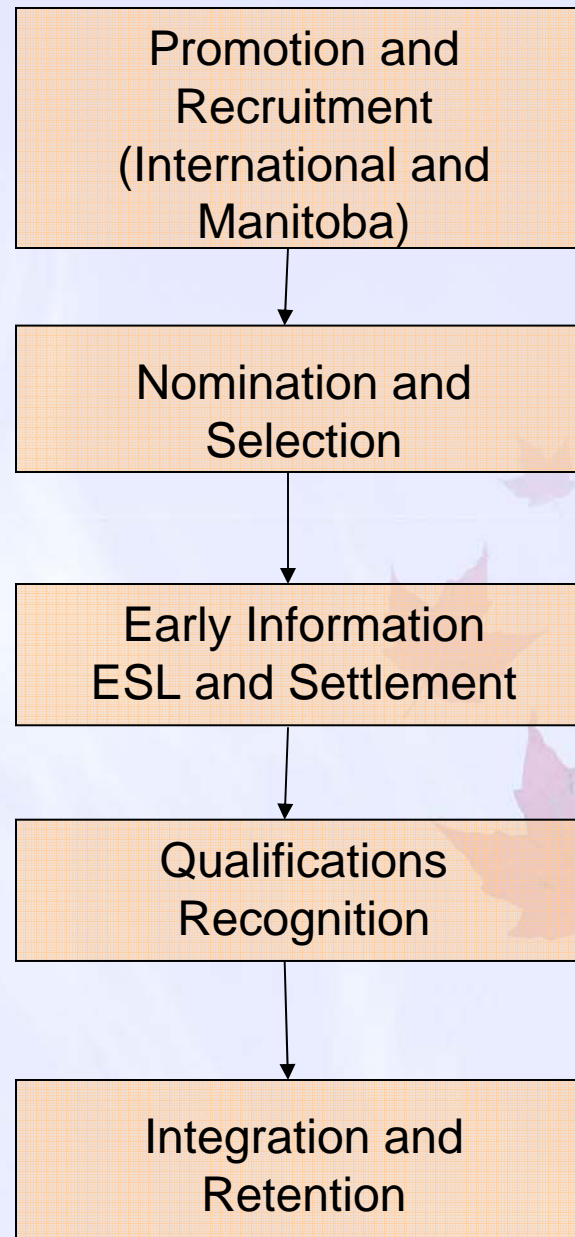 Promotion and
Recruitment
(International and
Manitoba)
Nomination and
Selection
Early Information
ESL and Settlement
Qualifications
Recognition
Integration and
Retention